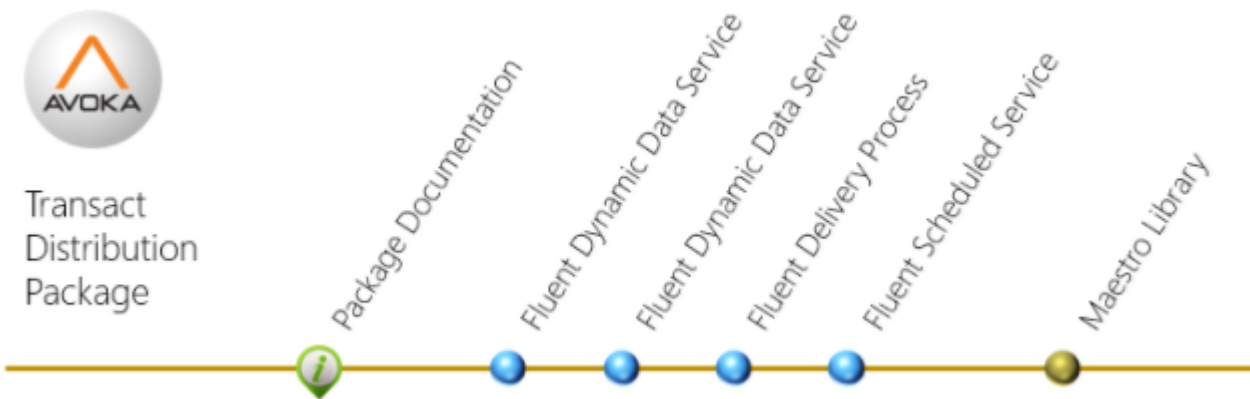 AVOKA
Transact
Distribution
Package
Package Documentation
Fluent Dynamic Data Service
Fluent Dynamic Data Service
Fluent Delivery Process
Fluent Scheduled Service
Maestro Library
i